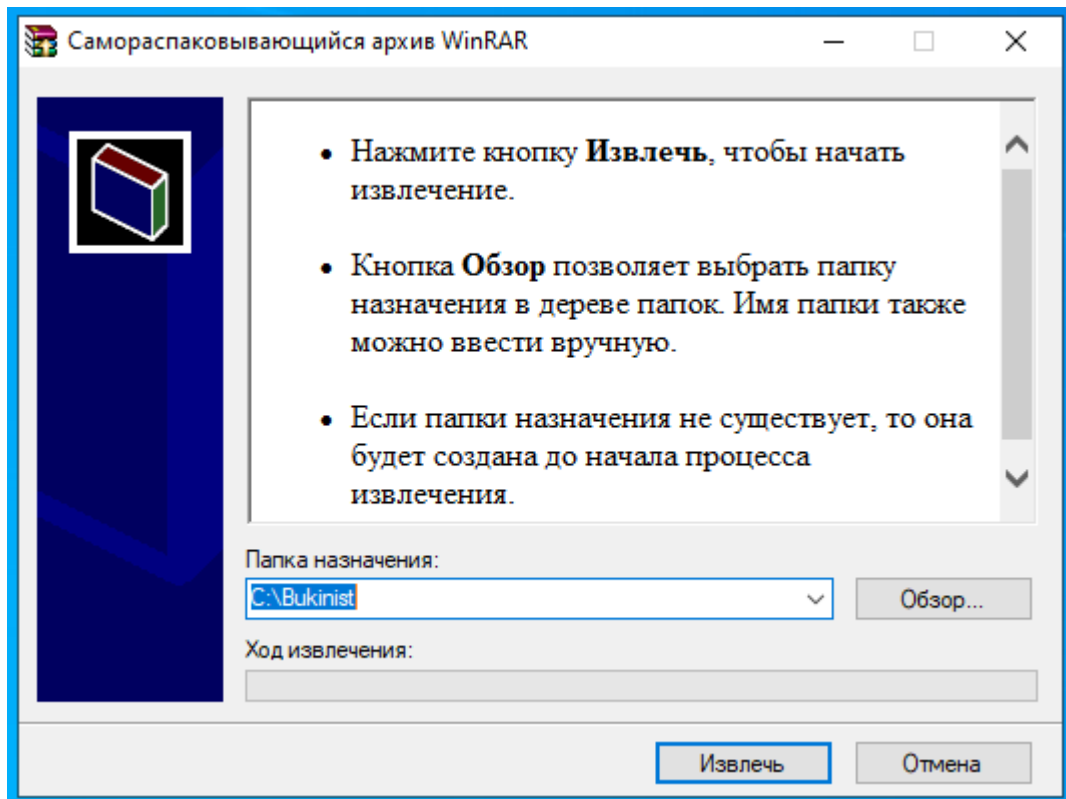 Самораспаковывающийся архив WinRAR
• Нажмите кнопку Извлечь, чтобы начать
извлечение.
• Кнопка Обзор позволяет выбрать папку
назначения в дереве папок. Имя папки также
можно ввести вручную.
• Если папки назначения не существует, то она
будет создана до начала процесса
извлечения.
Папка назначения:
C:\Bukinist
Обзор...
Ход извлечения:
Извлечь
Отмена